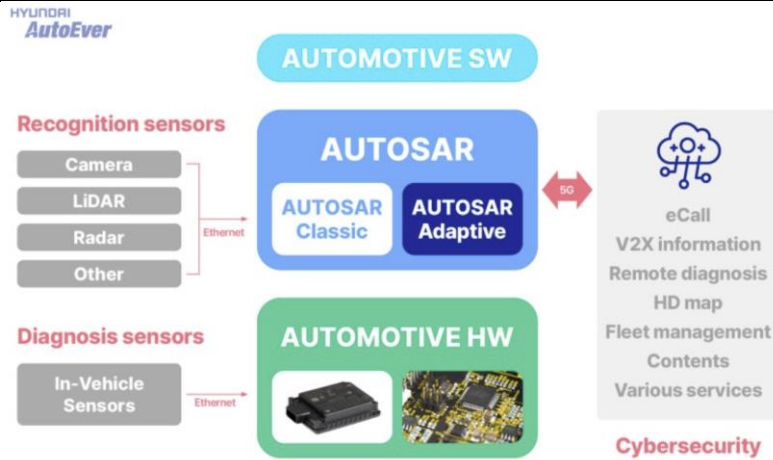 HYUNDAI
AutoEver
AUTOMOTIVE SW
Recognition sensors
Camera
LiDAR
Radar
Other
Ethernet
AUTOSAR
AUTOSAR
Classic
AUTOSAR
Adaptive
5G
eCall
V2X information
Remote diagnosis
HD map
Fleet management
Contents
Various services
Diagnosis sensors
In-Vehicle
Sensors
Ethernet
AUTOMOTIVE HW
Cybersecurity